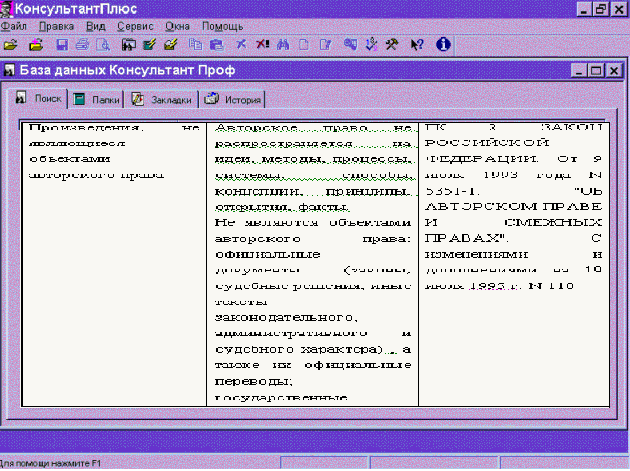 КонсультантПлюс
Файл Правка Вид Сервис Окна Помощь
База данных Консультант Проф
Поиск Папки Закладки История
Произведения, не
являющиеся
объектами
авторского права
Авторское право не
распространяется на
идеи, методы, процессы,
системы, способы,
концепции, принципы,
открытия, факты.
Не являются объектами
авторского
права:
официальные
документы (законы,
судебные решения, иные
тексты
законодательного,
административного и
судебного характера), а
также их официальные
переводы;
государственные
ЗАКОН
РОССИЙСКОЙ
ФЕДЕРАЦИИ. От 9
июля 1993 года N
5351-1. "ОБ
АВТОРСКОМ ПРАВЕ
И СМЕЖНЫХ
ПРАВАХ". С
изменениями и
дополнениями
июля 1995 г. N 110
Для помощи нажмите F1